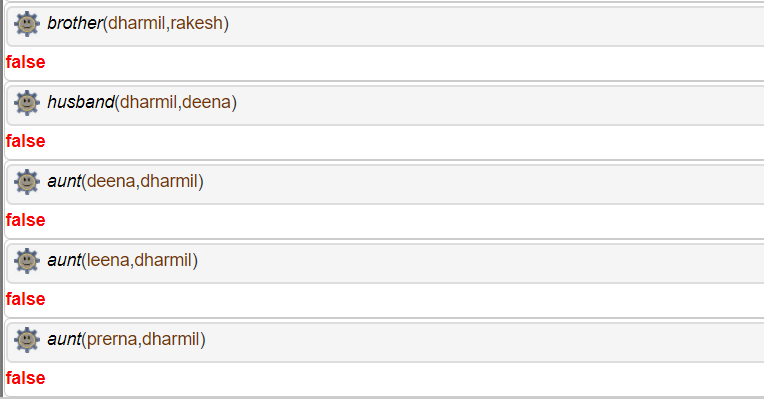 brother(dharmil,rakesh)
false
husband(dharmil,deena)
false
aunt(deena,dharmil)
false
aunt(leena,dharmil)
false
aunt(prerna,dharmil)
false